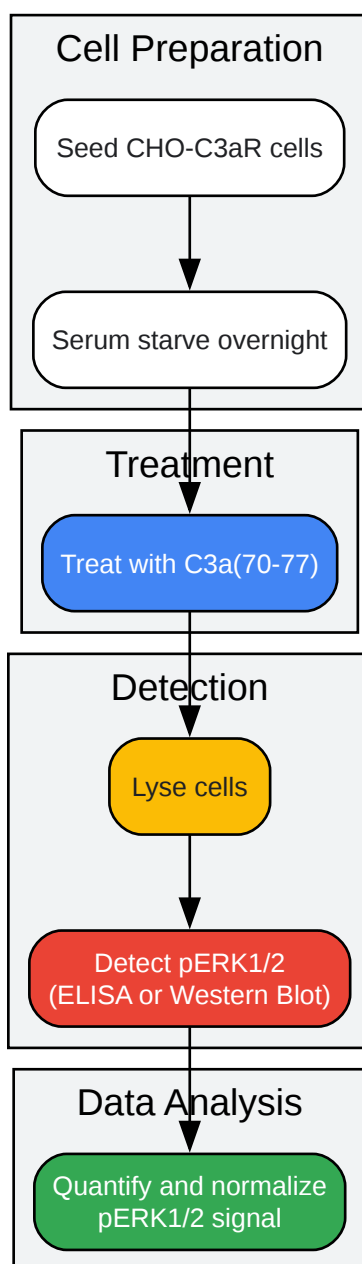 Cell Preparation
Seed CHO-C3aR cells
Serum starve overnight
Treatment
Treat with C3a(70-77)
Detection
Lyse cells
Detect pERK1/2
(ELISA or Western Blot)
Data Analysis
Quantify and normalize
pERK1/2 signal